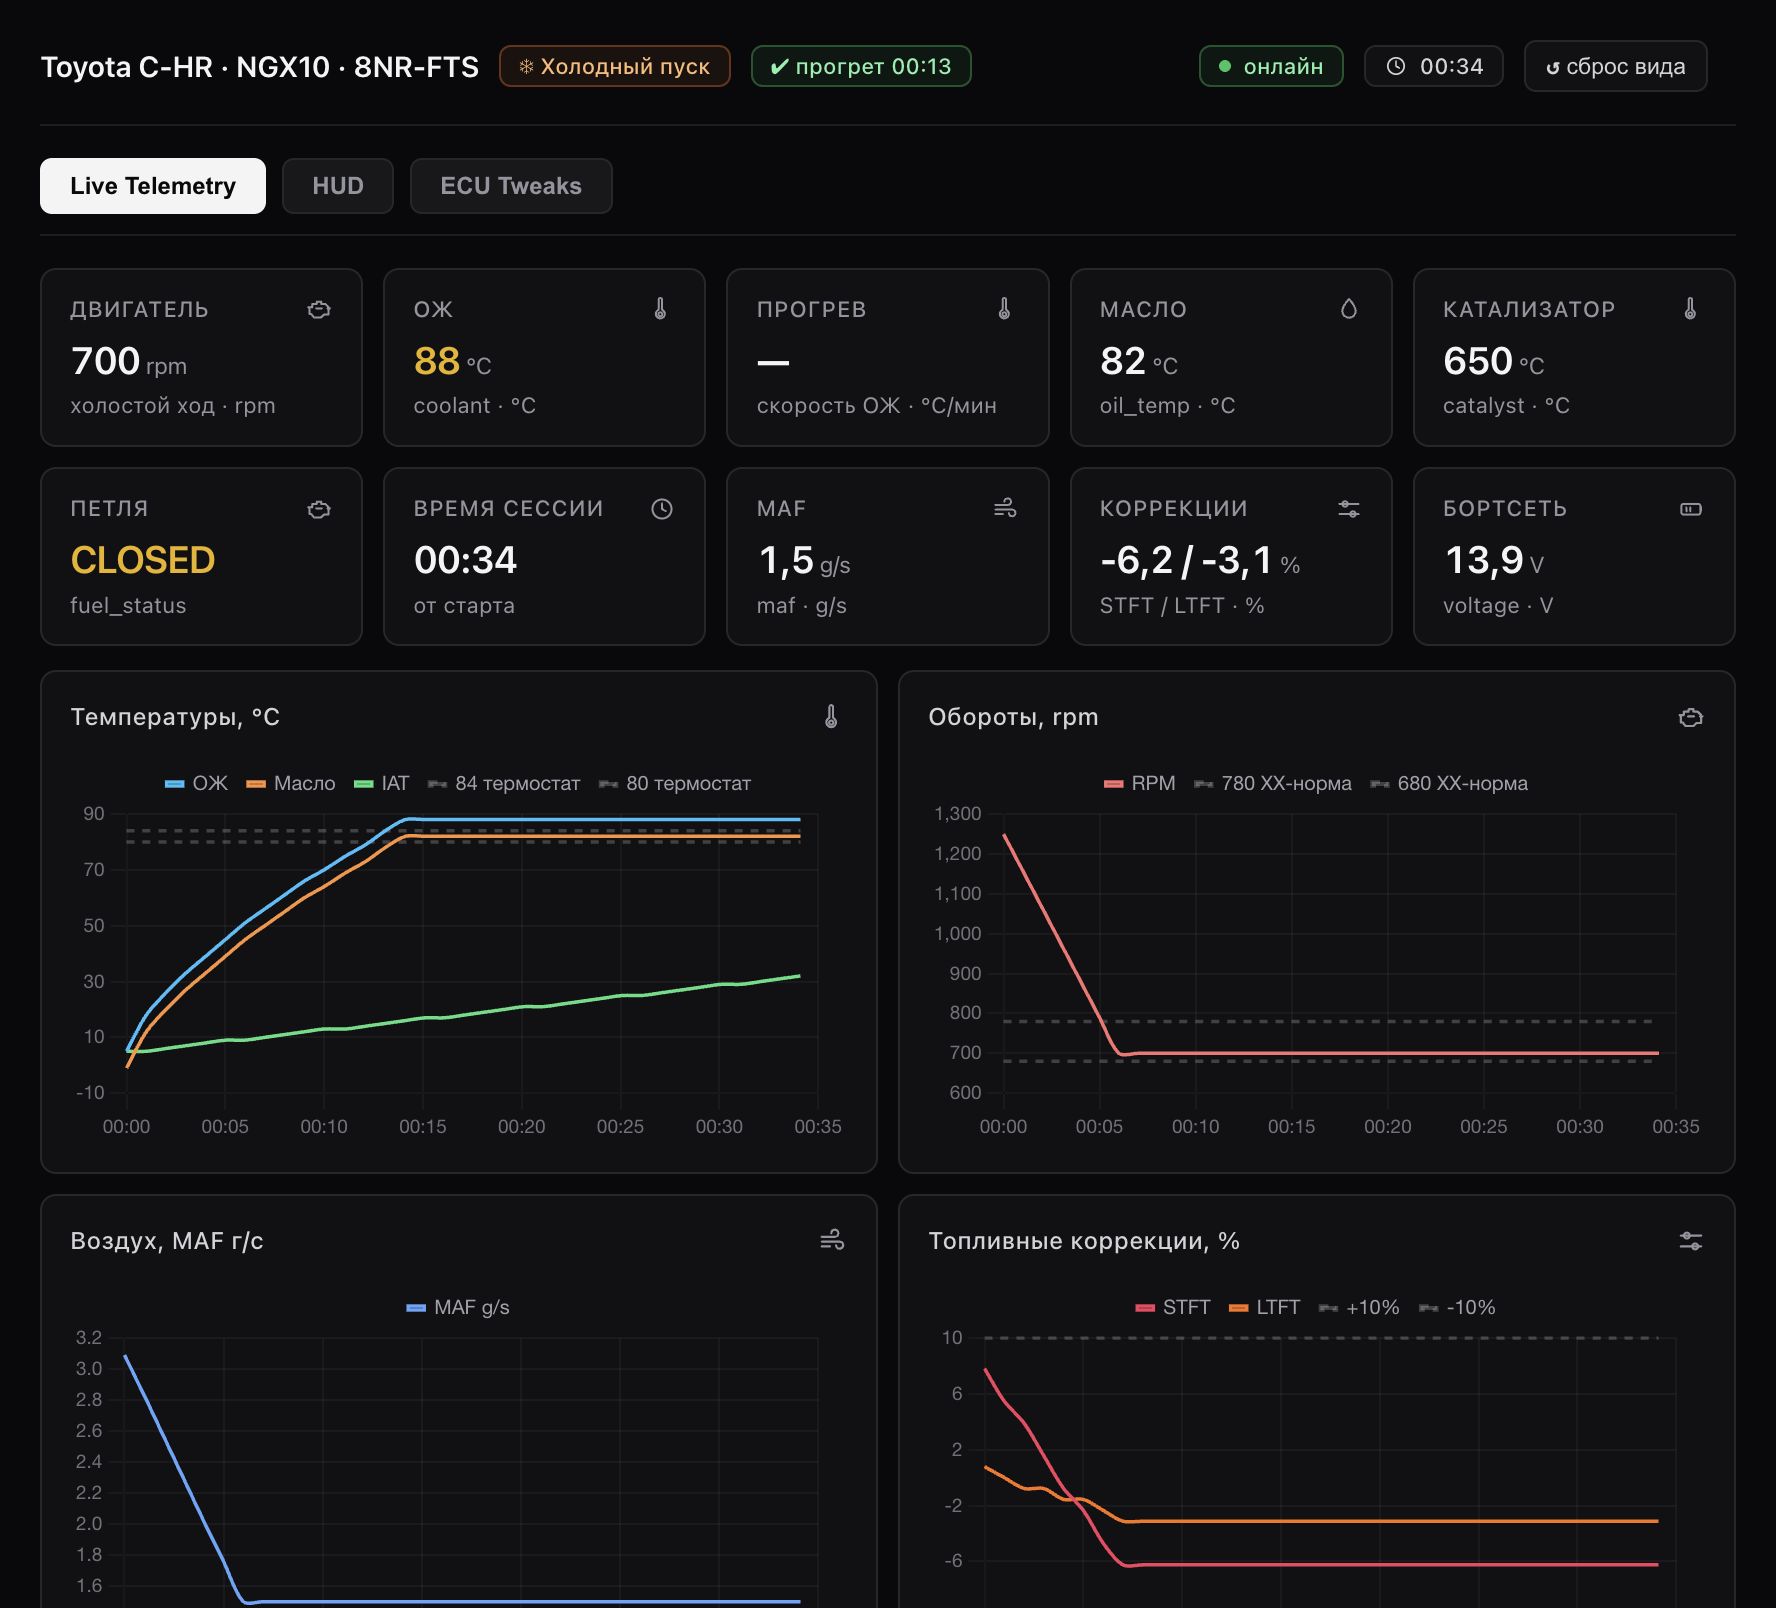 Toyota C-HR · NGX10 · 8NR-FTS ❄ Холодный пуск ✔ прогрет 00:13 онлайн 00:34 ↺ сброс вида
Live Telemetry HUD ECU Tweaks
ДВИГАТЕЛЬ
700 rpm
холостой ход · rpm
ОЖ
88 °C
coolant · °C
ПРОГРЕВ
—
скорость ОЖ · °C/мин
МАСЛО
82 °C
oil_temp · °C
КАТАЛИЗАТОР
650 °C
catalyst · °C
ПЕТЛЯ
CLOSED
fuel_status
ВРЕМЯ СЕССИИ
00:34
от старта
MAF
1,5 g/s
maf · g/s
КОРРЕКЦИИ
-6,2 / -3,1 %
STFT / LTFT · %
БОРТСЕТЬ
13,9 V
voltage · V
Температуры, °C
ОЖ Масло IAT 84 термостат 80 термостат
90
70
50
30
10
-10
00:00 00:05 00:10 00:15 00:20 00:25 00:30 00:35
Обороты, rpm
RPM 780 ХХ-норма 680 ХХ-норма
1,300
1,200
1,100
1,000
900
800
700
600
00:00 00:05 00:10 00:15 00:20 00:25 00:30 00:35
Воздух, MAF г/с
MAF g/s
3.2
3.0
2.8
2.6
2.4
2.2
2.0
1.8
1.6
Топливные коррекции, %
STFT LTFT +10% -10%
10
6
2
-2
-6